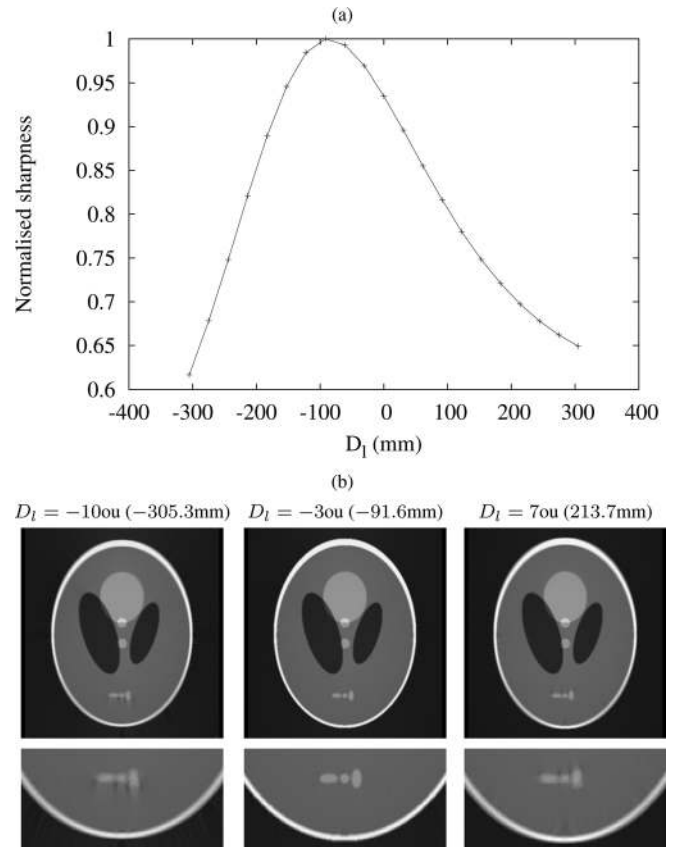 (a)
Normalised sharpness
1
0.95
0.9
0.85
0.8
0.75
0.7
0.65
0.6
-400 -300 -200 -100 0 100 200 300 400
D_l (mm)
(b)
D_l = −10ou (−305.3mm) D_l = −3ou (−91.6mm) D_l = 7ou (213.7mm)